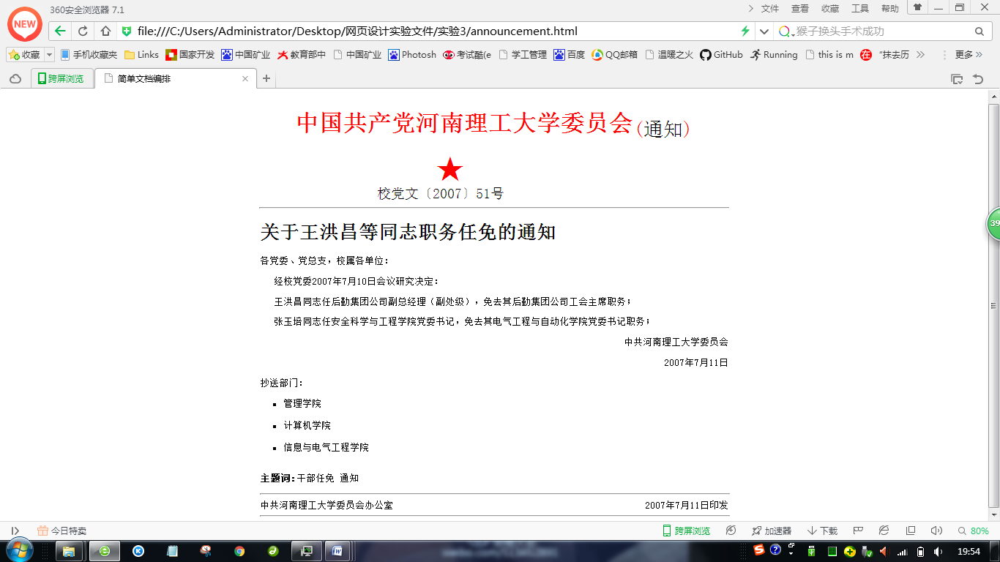 360安全浏览器 7.1
文件 查看 收藏 工具 帮助
NEW
file:///C:/Users/Administrator/Desktop/网页设计实验文件/实验3/announcement.html
猴子换头手术成功
收藏 手机收藏夹 Links 国家开发 中国矿业 教育部中 中国矿业 Photosh 考试酷(e 学工管理 百度 QQ邮箱 温暖之火 GitHub Running this is m 在 “抹去历 更多
跨屏浏览 简单文档编排
中国共产党河南理工大学委员会(通知)
★
校党文〔2007〕51号
关于王洪昌等同志职务任免的通知
各党委、党总支，校属各单位：
经校党委2007年7月10日会议研究决定：
王洪昌同志任后勤集团公司副总经理（副处级），免去其后勤集团公司工会主席职务；
张玉培同志任安全科学与工程学院党委书记，免去其电气工程与自动化学院党委书记职务；
中共河南理工大学委员会
2007年7月11日
抄送部门：
▪ 管理学院
▪ 计算机学院
▪ 信息与电气工程学院
主题词:干部任免 通知
中共河南理工大学委员会办公室 2007年7月11日印发
39
今日特卖 跨屏浏览 加速器 下载 80%
19:54